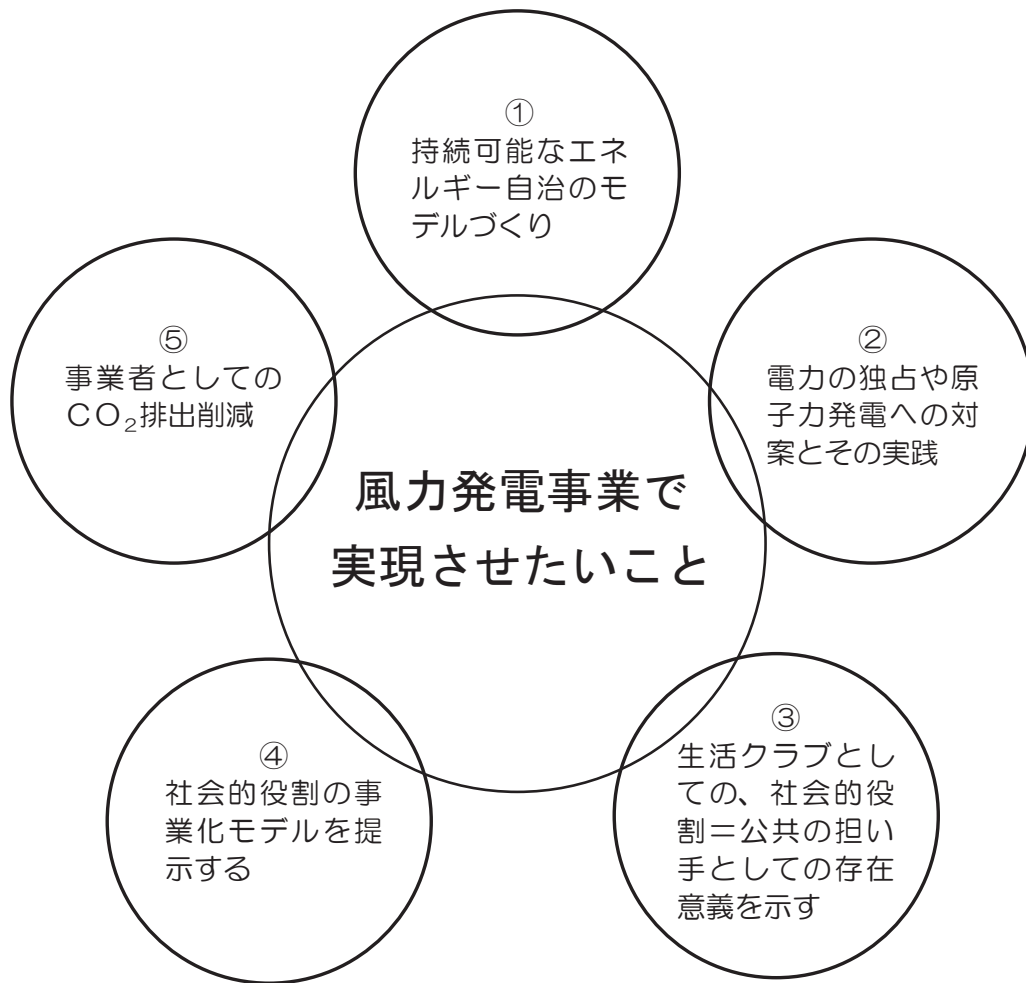 ①
持続可能なエネ
ルギー自治のモ
デルづくり
②
電力の独占や原
子力発電への対
案とその実践
③
生活クラブとし
ての、社会的役
割＝公共の担い
手としての存在
意義を示す
④
社会的役割の事
業化モデルを提
示する
⑤
事業者としての
ＣＯ₂排出削減
風力発電事業で
実現させたいこと